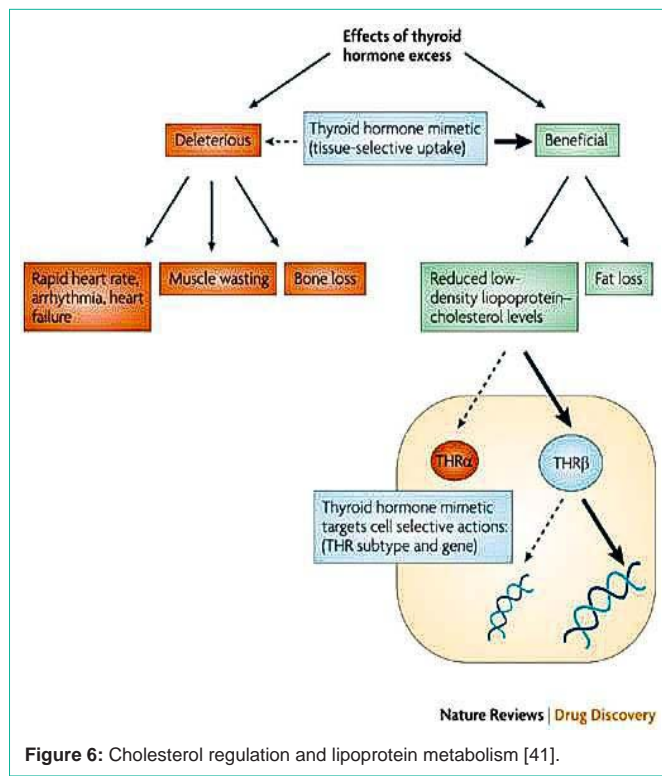 Effects of thyroid
hormone excess
Deleterious
Thyroid hormone mimetic
(tissue-selective uptake)
Beneficial
Rapid heart rate,
arrhythmia, heart
failure
Muscle wasting
Bone loss
Reduced low-
density liopoprotein–
cholesterol levels
Fat loss
THRα
THRβ
Thyroid hormone mimetic
targets cell selective actions:
(THR subtype and gene)
Nature Reviews | Drug Discovery
Figure 6: Cholesterol regulation and lipoprotein metabolism [41].